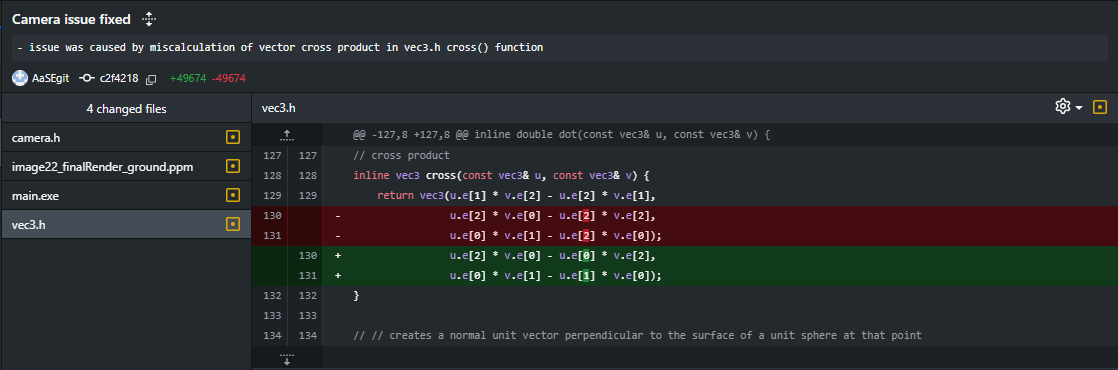 Camera issue fixed
- issue was caused by miscalculation of vector cross product in vec3.h cross() function
AaSEgit c2f4218 +49674 -49674
4 changed files
camera.h
image22_finalRender_ground.ppm
main.exe
vec3.h
vec3.h
@@ -127,8 +127,8 @@ inline double dot(const vec3& u, const vec3& v) {
127 127 // cross product
128 128 inline vec3 cross(const vec3& u, const vec3& v) {
129 129 return vec3(u.e[1] * v.e[2] - u.e[2] * v.e[1],
130 - u.e[2] * v.e[0] - u.e[2] * v.e[2],
131 - u.e[0] * v.e[1] - u.e[2] * v.e[0]);
130 + u.e[2] * v.e[0] - u.e[0] * v.e[2],
131 + u.e[0] * v.e[1] - u.e[1] * v.e[0]);
132 132 }
133 133
134 134 // // creates a normal unit vector perpendicular to the surface of a unit sphere at that point